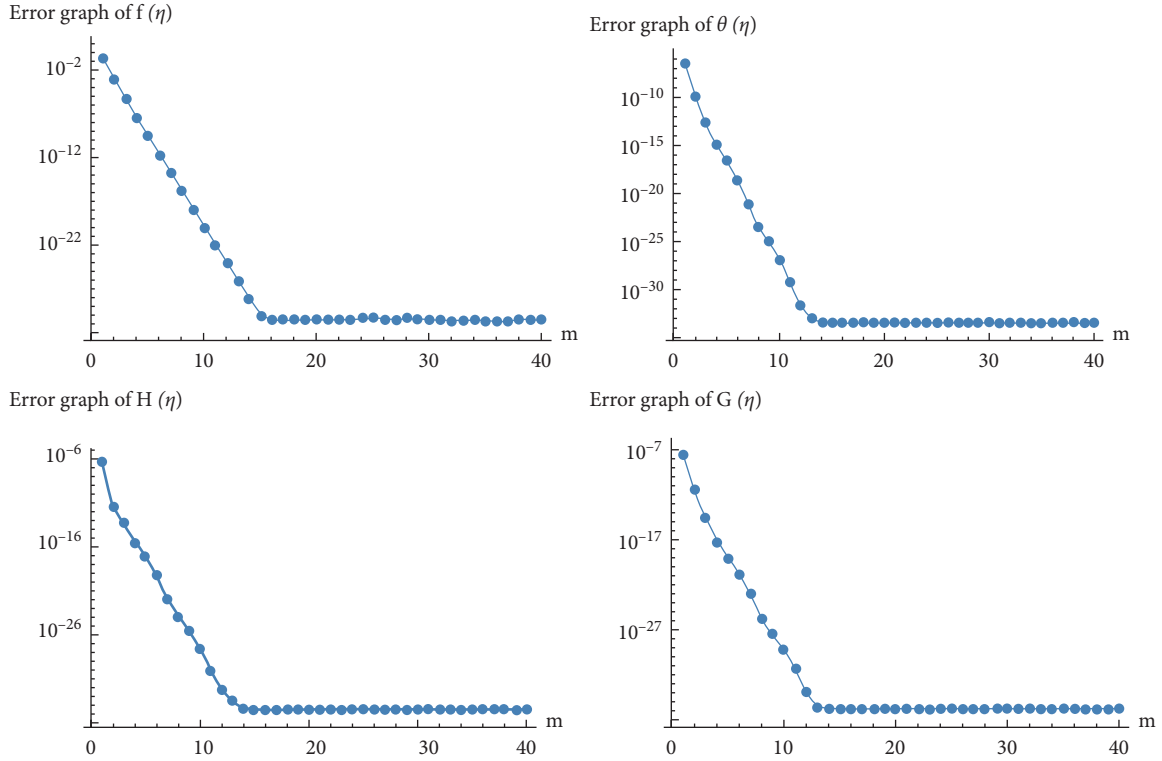 Error graph of f (η)
10⁻²
10⁻¹²
10⁻²²
0 10 20 30 40 m
Error graph of θ (η)
10⁻¹⁰
10⁻¹⁵
10⁻²⁰
10⁻²⁵
10⁻³⁰
0 10 20 30 40 m
Error graph of H (η)
10⁻⁶
10⁻¹⁶
10⁻²⁶
0 10 20 30 40 m
Error graph of G (η)
10⁻⁷
10⁻¹⁷
10⁻²⁷
0 10 20 30 40 m